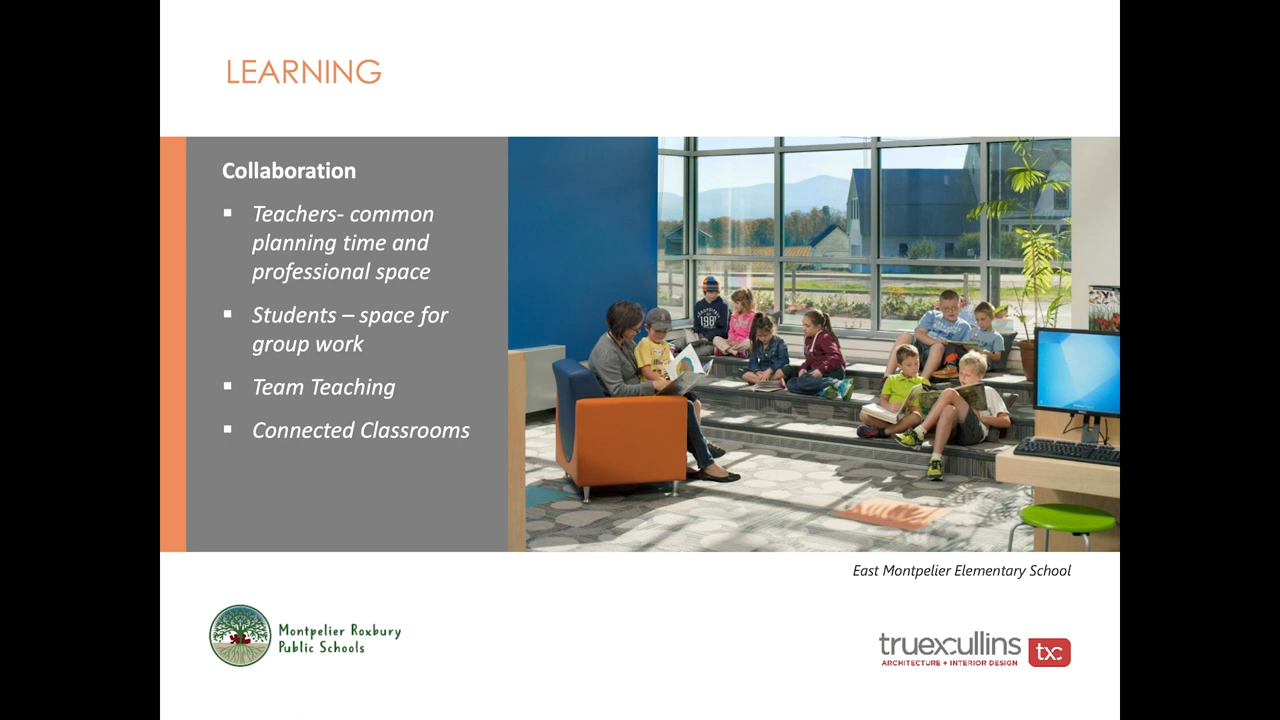 LEARNING
Collaboration
▪ Teachers- common
planning time and
professional space
▪ Students – space for
group work
▪ Team Teaching
▪ Connected Classrooms
East Montpelier Elementary School
Montpelier Roxbury
Public Schools
truexcullins
ARCHITECTURE + INTERIOR DESIGN
txc